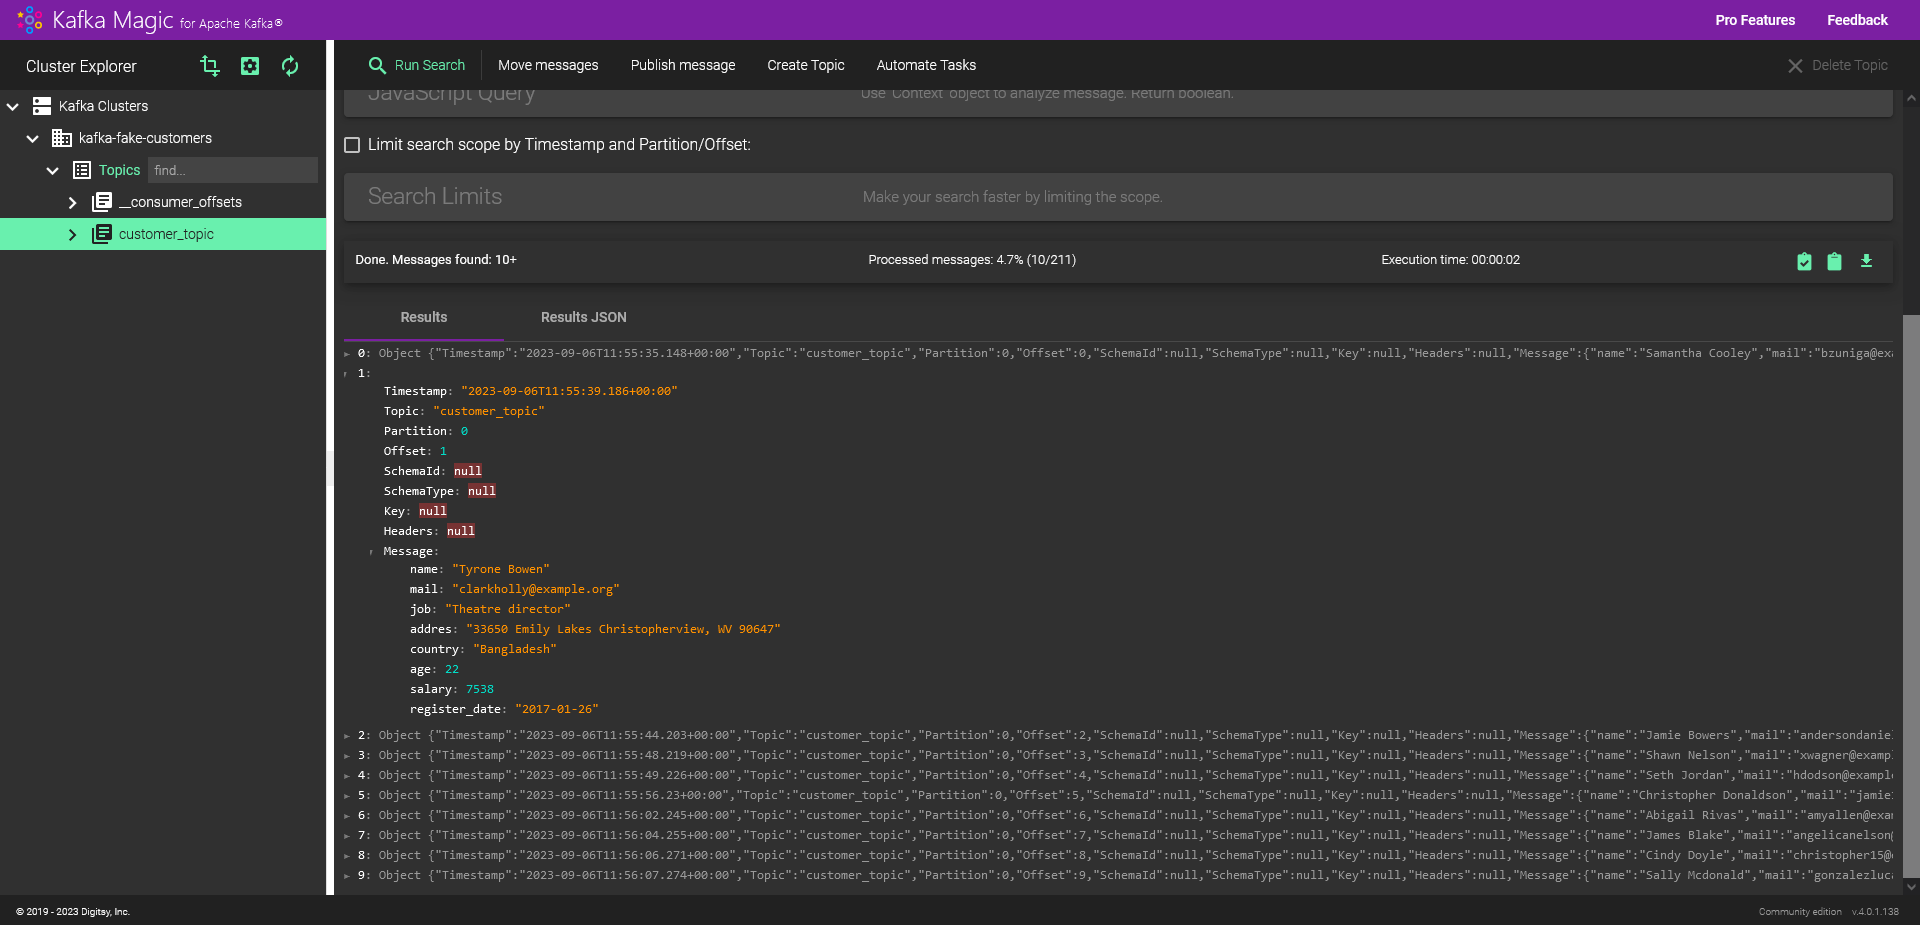 Kafka Magic for Apache Kafka®
Pro Features
Feedback
Cluster Explorer
Run Search
Move messages
Publish message
Create Topic
Automate Tasks
Delete Topic
Kafka Clusters
kafka-fake-customers
Topics
find...
__consumer_offsets
customer_topic
JavaScript Query
Use 'Context' object to analyze message. Return boolean.
Limit search scope by Timestamp and Partition/Offset:
Search Limits
Make your search faster by limiting the scope.
Done. Messages found: 10+
Processed messages: 4.7% (10/211)
Execution time: 00:00:02
Results
Results JSON
0: Object {"Timestamp":"2023-09-06T11:55:35.148+00:00","Topic":"customer_topic","Partition":0,"Offset":0,"SchemaId":null,"SchemaType":null,"Key":null,"Headers":null,"Message":{"name":"Samantha Cooley","mail":"bzuniga@exa
1:
Timestamp: "2023-09-06T11:55:39.186+00:00"
Topic: "customer_topic"
Partition: 0
Offset: 1
SchemaId: null
SchemaType: null
Key: null
Headers: null
Message:
name: "Tyrone Bowen"
mail: "clarkholly@example.org"
job: "Theatre director"
addres: "33650 Emily Lakes Christopherview, WV 90647"
country: "Bangladesh"
age: 22
salary: 7538
register_date: "2017-01-26"
2: Object {"Timestamp":"2023-09-06T11:55:44.203+00:00","Topic":"customer_topic","Partition":0,"Offset":2,"SchemaId":null,"SchemaType":null,"Key":null,"Headers":null,"Message":{"name":"Jamie Bowers","mail":"andersondanie
3: Object {"Timestamp":"2023-09-06T11:55:48.219+00:00","Topic":"customer_topic","Partition":0,"Offset":3,"SchemaId":null,"SchemaType":null,"Key":null,"Headers":null,"Message":{"name":"Shawn Nelson","mail":"xwagner@exampl
4: Object {"Timestamp":"2023-09-06T11:55:49.226+00:00","Topic":"customer_topic","Partition":0,"Offset":4,"SchemaId":null,"SchemaType":null,"Key":null,"Headers":null,"Message":{"name":"Seth Jordan","mail":"hdodson@example
5: Object {"Timestamp":"2023-09-06T11:55:56.23+00:00","Topic":"customer_topic","Partition":0,"Offset":5,"SchemaId":null,"SchemaType":null,"Key":null,"Headers":null,"Message":{"name":"Christopher Donaldson","mail":"jamie
6: Object {"Timestamp":"2023-09-06T11:56:02.245+00:00","Topic":"customer_topic","Partition":0,"Offset":6,"SchemaId":null,"SchemaType":null,"Key":null,"Headers":null,"Message":{"name":"Abigail Rivas","mail":"amyallen@exa
7: Object {"Timestamp":"2023-09-06T11:56:04.255+00:00","Topic":"customer_topic","Partition":0,"Offset":7,"SchemaId":null,"SchemaType":null,"Key":null,"Headers":null,"Message":{"name":"James Blake","mail":"angelicanelson@
8: Object {"Timestamp":"2023-09-06T11:56:06.271+00:00","Topic":"customer_topic","Partition":0,"Offset":8,"SchemaId":null,"SchemaType":null,"Key":null,"Headers":null,"Message":{"name":"Cindy Doyle","mail":"christopher15@
9: Object {"Timestamp":"2023-09-06T11:56:07.274+00:00","Topic":"customer_topic","Partition":0,"Offset":9,"SchemaId":null,"SchemaType":null,"Key":null,"Headers":null,"Message":{"name":"Sally Mcdonald","mail":"gonzalezluca
© 2019 - 2023 Digitsy, Inc.
Community edition v.4.0.1.138